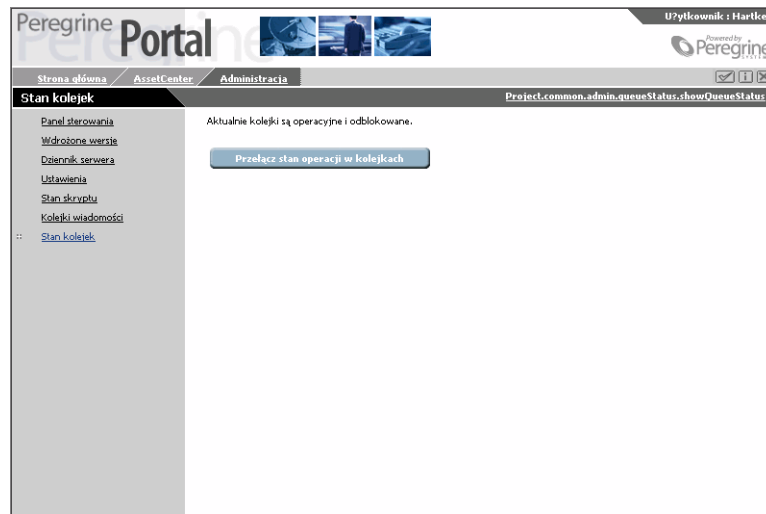 Peregrine Portal
U?ytkownik : Hartke
Powered by
Peregrine
SYSTEMS
Strona główna
AssetCenter
Administracja
Stan kolejek
Project.common.admin.queueStatus.showQueueStatus
Panel sterowania
Wdrożone wersje
Dziennik serwera
Ustawienia
Stan skryptu
Kolejki wiadomości
Stan kolejek
Aktualnie kolejki są operacyjne i odblokowane.
Przełącz stan operacji w kolejkach